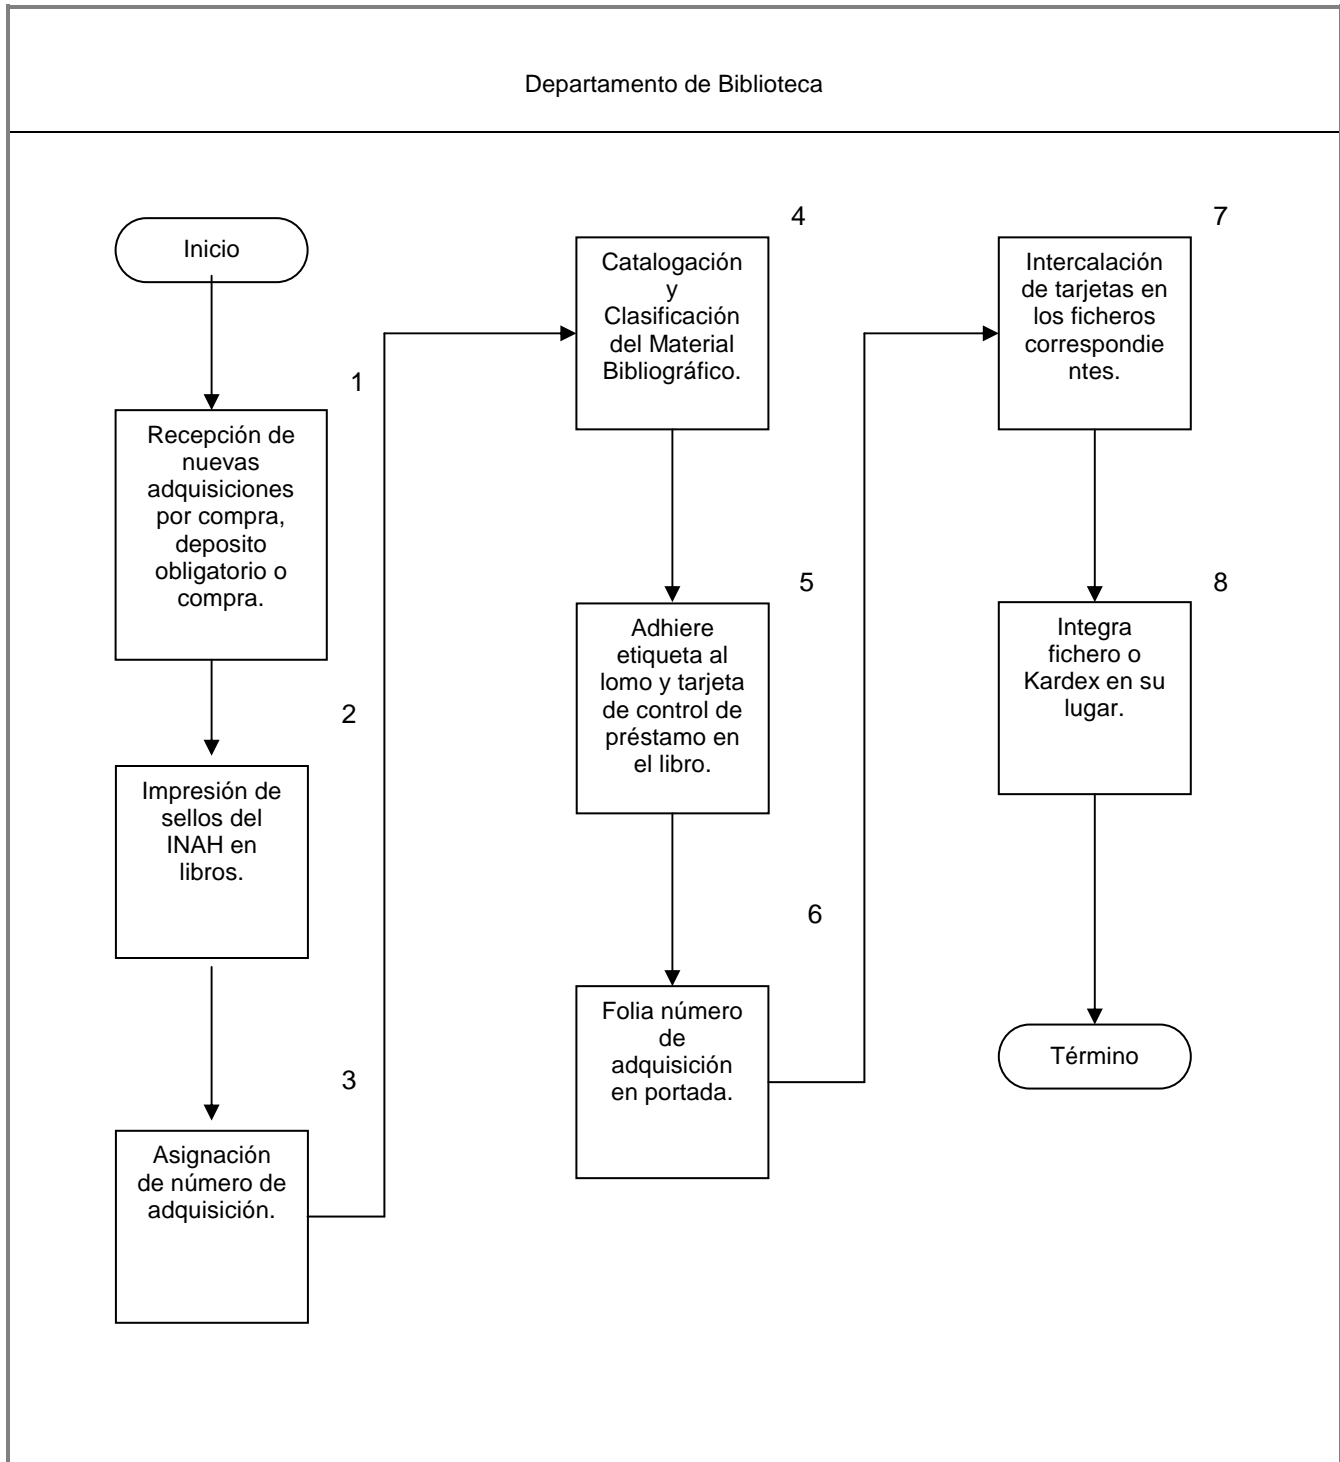 Departamento de Biblioteca
Inicio
1
Recepción de
nuevas
adquisiciones
por compra,
deposito
obligatorio o
compra.
2
Impresión de
sellos del
INAH en
libros.
3
Asignación
de número de
adquisición.
4
Catalogación
y
Clasificación
del Material
Bibliográfico.
5
Adhiere
etiqueta al
lomo y tarjeta
de control de
préstamo en
el libro.
6
Folia número
de
adquisición
en portada.
7
Intercalación
de tarjetas en
los ficheros
correspondie
ntes.
8
Integra
fichero o
Kardex en su
lugar.
Término